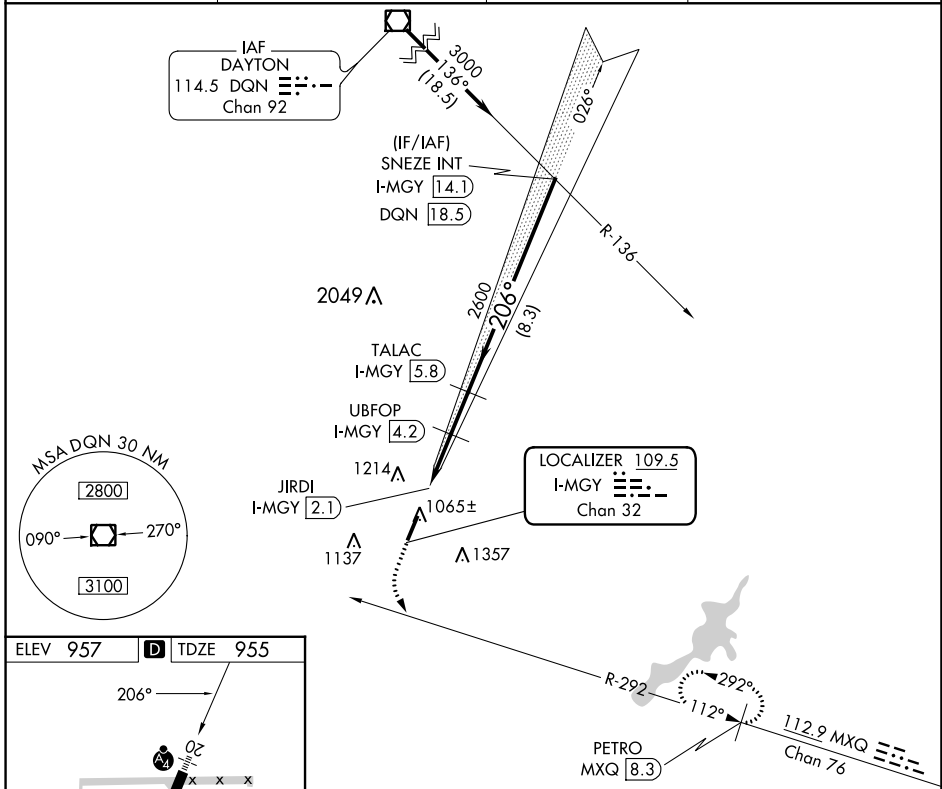 IAF
DAYTON
114.5 DQN
Chan 92
3000
136°
(18.5)
026°
(IF/IAF)
SNEZE INT
I-MGY 14.1
DQN 18.5
R-136
2049
2600
206°
(8.3)
TALAC
I-MGY 5.8
UBFOP
I-MGY 4.2
MSA DQN 30 NM
2800
090°
270°
3100
1214
JIRDI
I-MGY 2.1
1065±
1137
1357
LOCALIZER 109.5
I-MGY
Chan 32
R-292
292°
112°
112.9 MXQ
Chan 76
PETRO
MXQ 8.3
ELEV 957 D TDZE 955
206°
20
A4
X X X